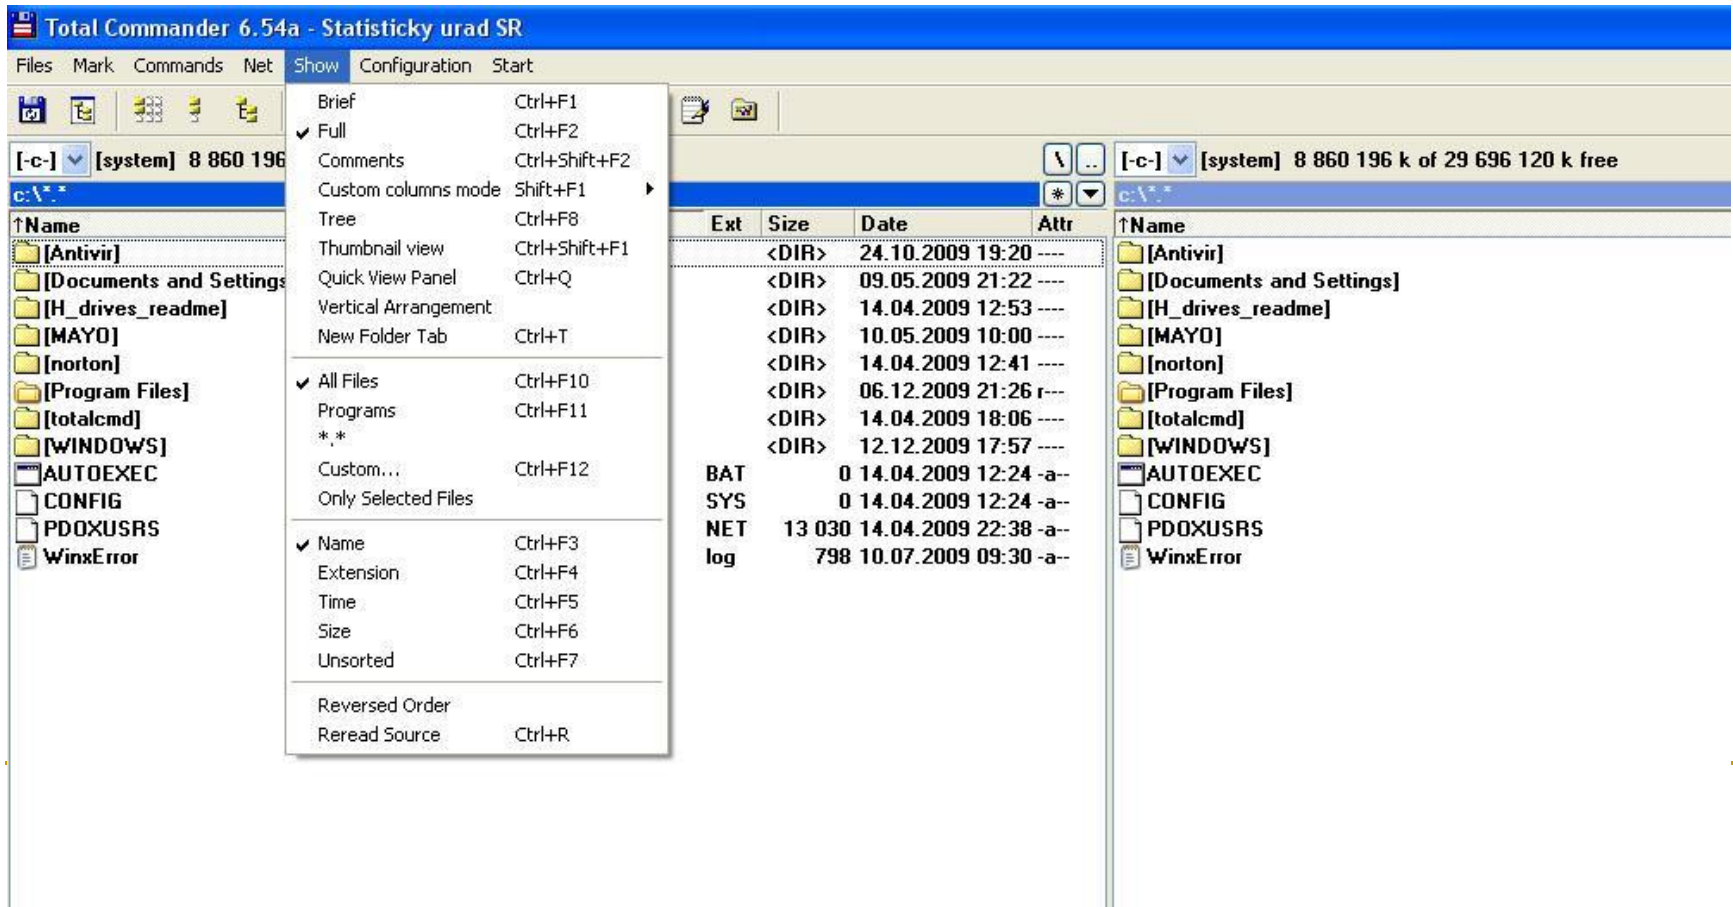 Total Commander 6.54a - Statisticky urad SR
Files Mark Commands Net Show Configuration Start
[-c-] [system] 8 860 196
\ ..
c:\*.*
* 
↑Name Ext Size Date Attr
[Antivir] <DIR> 24.10.2009 19:20 ----
[Documents and Settings <DIR> 09.05.2009 21:22 ----
[H_drives_readme] <DIR> 14.04.2009 12:53 ----
[MAYO] <DIR> 10.05.2009 10:00 ----
[norton] <DIR> 14.04.2009 12:41 ----
[Program Files] <DIR> 06.12.2009 21:26 r---
[totalcmd] <DIR> 14.04.2009 18:06 ----
[WINDOWS] <DIR> 12.12.2009 17:57 ----
AUTOEXEC BAT 0 14.04.2009 12:24 -a--
CONFIG SYS 0 14.04.2009 12:24 -a--
PDOXUSRS NET 13 030 14.04.2009 22:38 -a--
WinxError log 798 10.07.2009 09:30 -a--
Brief Ctrl+F1
Full Ctrl+F2
Comments Ctrl+Shift+F2
Custom columns mode Shift+F1
Tree Ctrl+F8
Thumbnail view Ctrl+Shift+F1
Quick View Panel Ctrl+Q
Vertical Arrangement
New Folder Tab Ctrl+T
All Files Ctrl+F10
Programs Ctrl+F11
*.*
Custom... Ctrl+F12
Only Selected Files
Name Ctrl+F3
Extension Ctrl+F4
Time Ctrl+F5
Size Ctrl+F6
Unsorted Ctrl+F7
Reversed Order
Reread Source Ctrl+R
[-c-] [system] 8 860 196 k of 29 696 120 k free
c:\*.*
↑Name
[Antivir]
[Documents and Settings]
[H_drives_readme]
[MAYO]
[norton]
[Program Files]
[totalcmd]
[WINDOWS]
AUTOEXEC
CONFIG
PDOXUSRS
WinxError